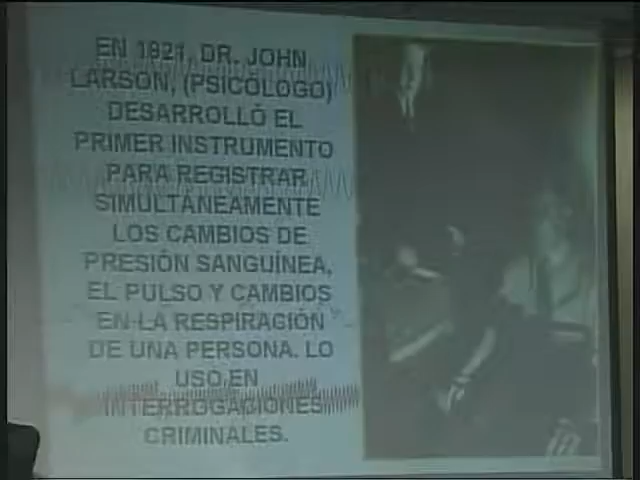 EN 1921, DR. JOHN
LARSON, (PSICÓLOGO)
DESARROLLÓ EL
PRIMER INSTRUMENTO
PARA REGISTRAR
SIMULTÁNEAMENTE
LOS CAMBIOS DE
PRESIÓN SANGUÍNEA,
EL PULSO Y CAMBIOS
EN LA RESPIRACIÓN
DE UNA PERSONA. LO
USO EN
INTERROGACIONES
CRIMINALES.